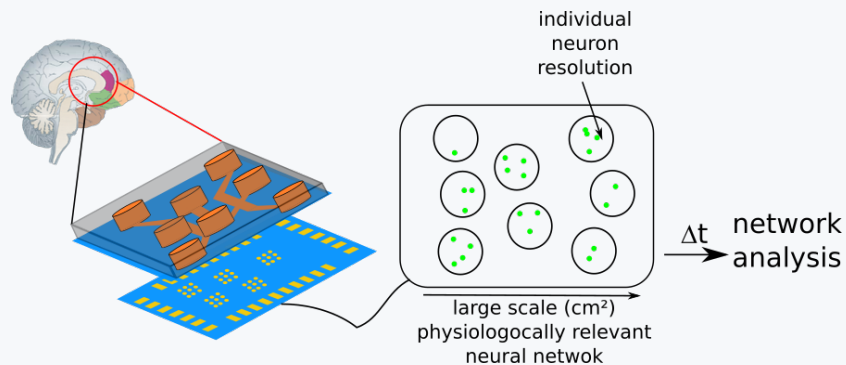 individual
neuron
resolution
Δt
network
analysis
large scale (cm²)
physiologocally relevant
neural netwok